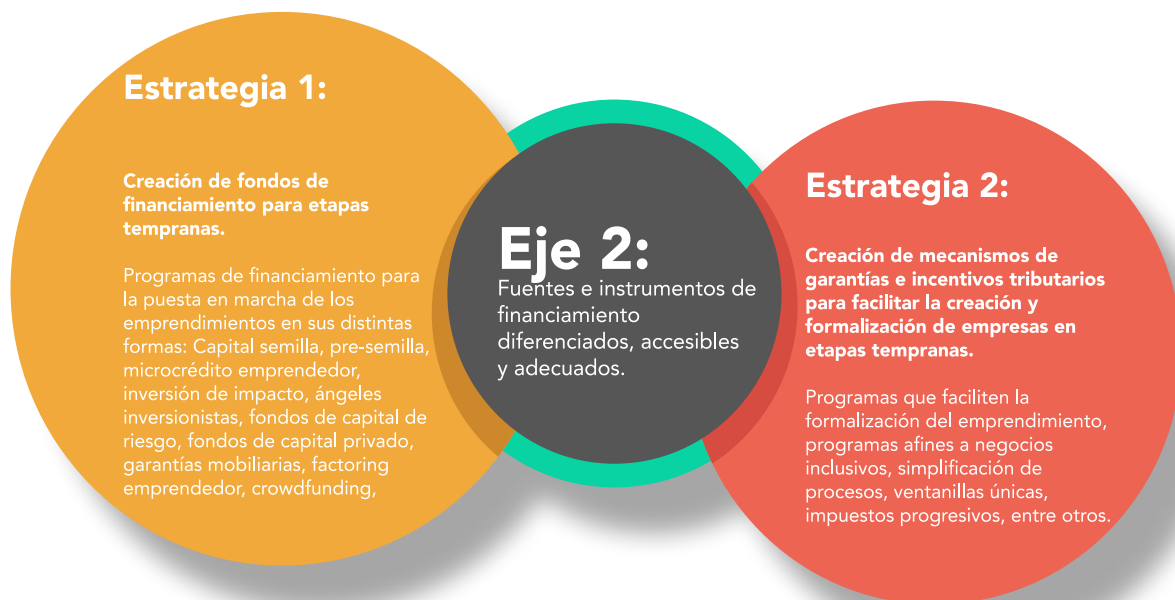 Estrategia 1:
Creación de fondos de
financiamiento para etapas
tempranas.
Programas de financiamiento para
la puesta en marcha de los
emprendimientos en sus distintas
formas: Capital semilla, pre-semilla,
microcrédito emprendedor,
inversión de impacto, ángeles
inversionistas, fondos de capital de
riesgo, fondos de capital privado,
garantías mobiliarias, factoring
emprendedor, crowdfunding,
Eje 2:
Fuentes e instrumentos de
financiamiento
diferenciados, accesibles
y adecuados.
Estrategia 2:
Creación de mecanismos de
garantías e incentivos tributarios
para facilitar la creación y
formalización de empresas en
etapas tempranas.
Programas que faciliten la
formalización del emprendimiento,
programas afines a negocios
inclusivos, simplificación de
procesos, ventanillas únicas,
impuestos progresivos, entre otros.